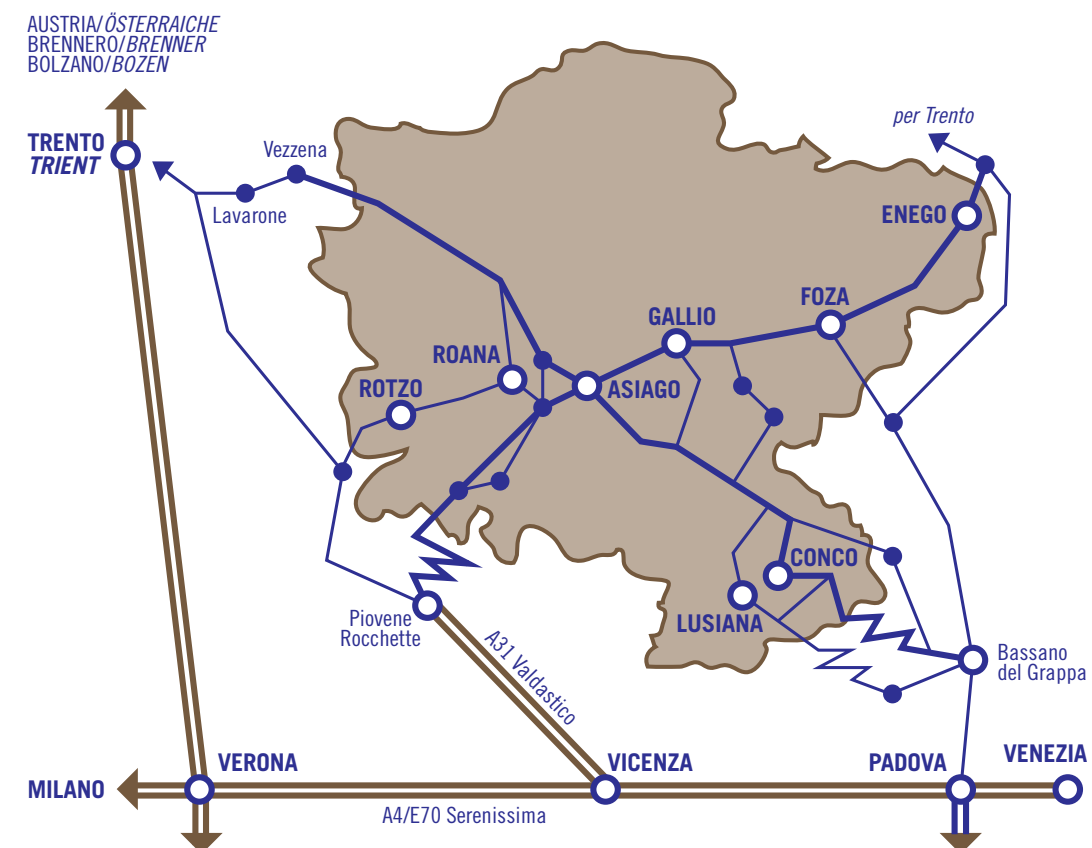 AUSTRIA/ÖSTERRAICHE
BRENNERO/BRENNER
BOLZANO/BOZEN
per Trento
TRENTO
TRIENT
Vezzena
Lavarone
ENEGO
FOZA
GALLIO
ROANA
ROTZO
ASIAGO
CONCO
LUSIANA
Piovene
Rocchette
A31 Valdastico
Bassano
del Grappa
VERONA
VICENZA
PADOVA
VENEZIA
MILANO
A4/E70 Serenissima